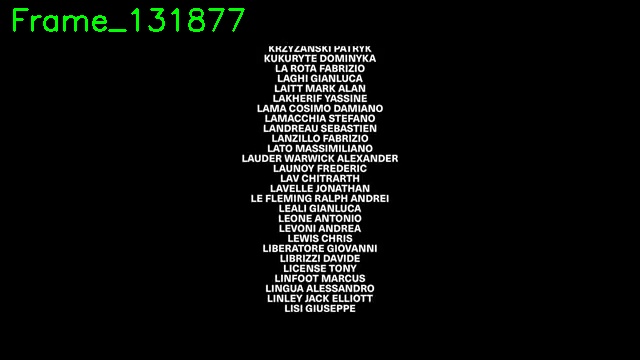 Frame_131877
KRZYZANSKI PATRYK
KUKURYTE DOMINYKA
LA ROTA FABRIZIO
LAGHI GIANLUCA
LAITT MARK ALAN
LAKHERIF YASSINE
LAMA COSIMO DAMIANO
LAMACCHIA STEFANO
LANDREAU SEBASTIEN
LANZILLO FABRIZIO
LATO MASSIMILIANO
LAUDER WARWICK ALEXANDER
LAUNOY FREDERIC
LAV CHITRARTH
LAVELLE JONATHAN
LE FLEMING RALPH ANDREI
LEALI GIANLUCA
LEONE ANTONIO
LEVONI ANDREA
LEWIS CHRIS
LIBERATORE GIOVANNI
LIBRIZZI DAVIDE
LICENSE TONY
LINFOOT MARCUS
LINGUA ALESSANDRO
LINLEY JACK ELLIOTT
LISI GIUSEPPE